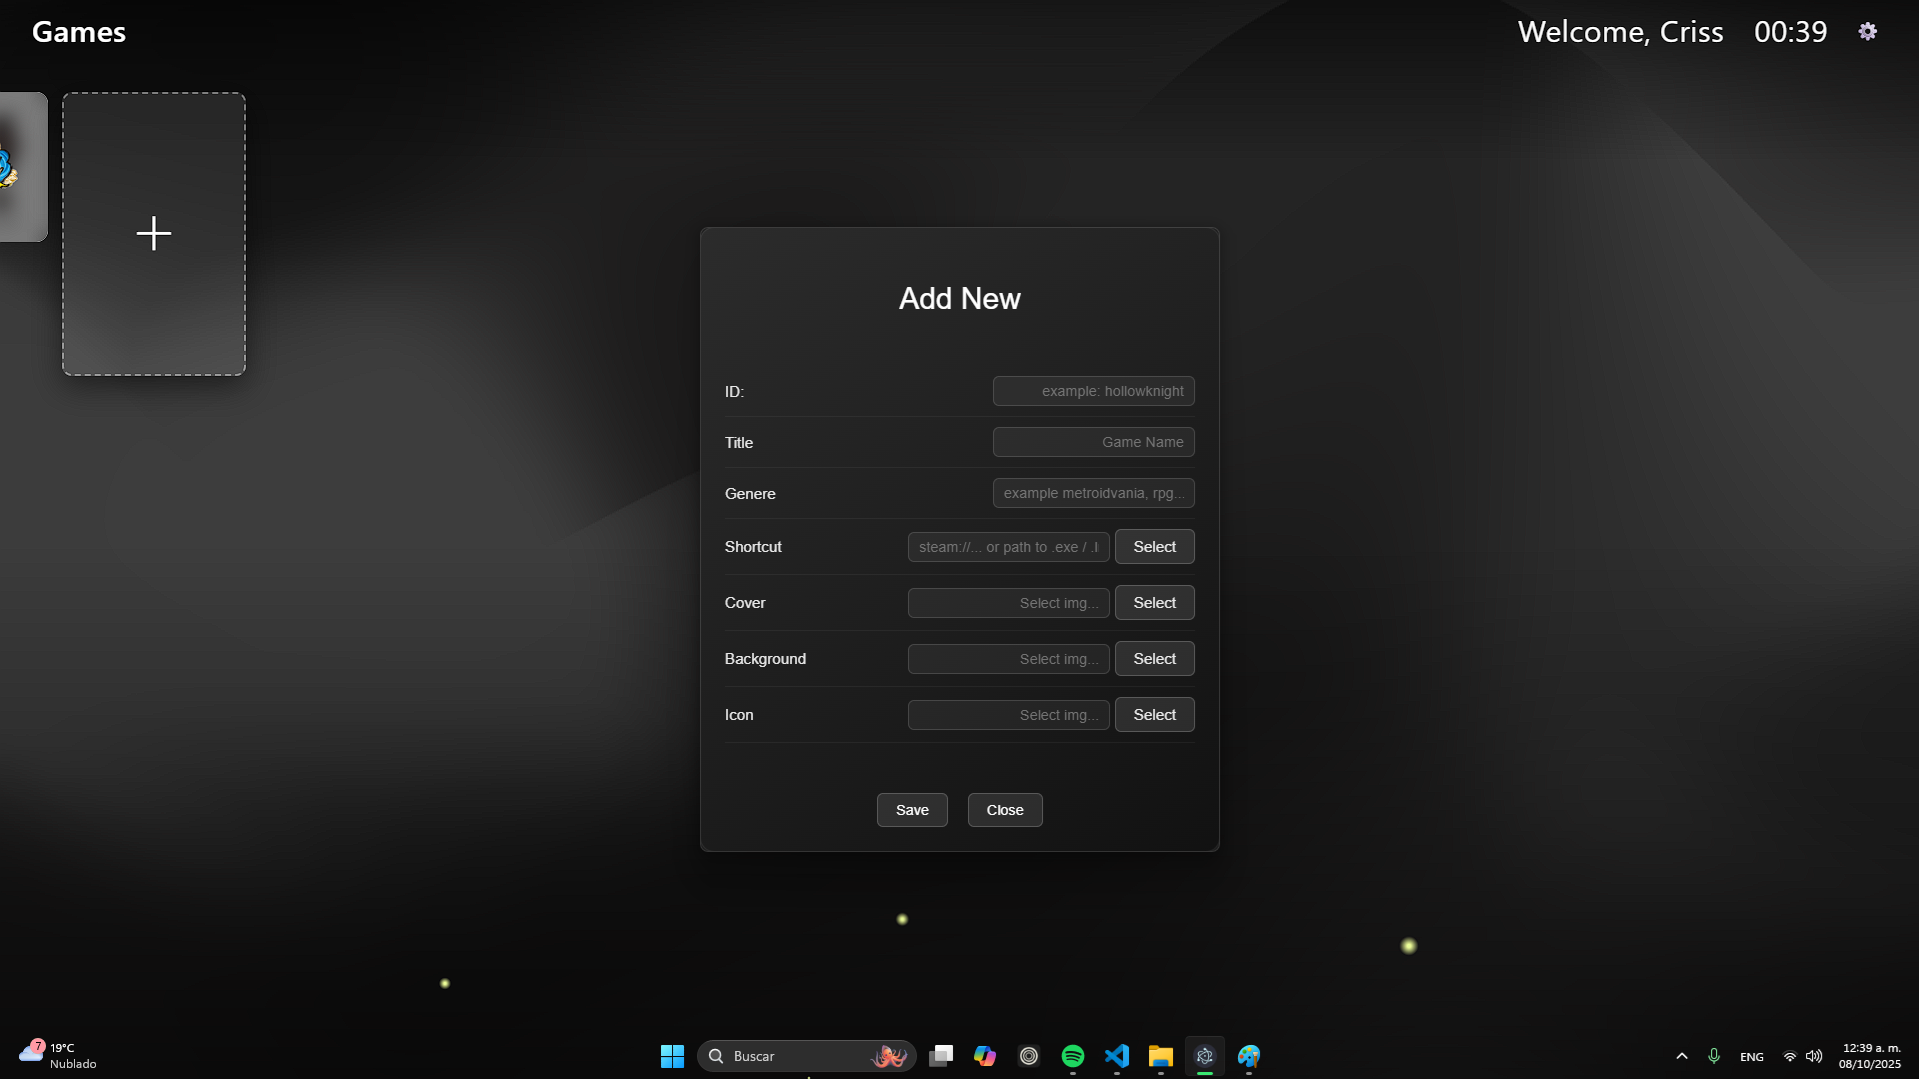 Games
Welcome, Criss 00:39
Add New
ID: example: hollowknight
Title Game Name
Genere example metroidvania, rpg...
Shortcut steam://... or path to .exe / .l Select
Cover Select img... Select
Background Select img... Select
Icon Select img... Select
Save Close
7 19°C
Nublado
Buscar
ENG
12:39 a. m.
08/10/2025